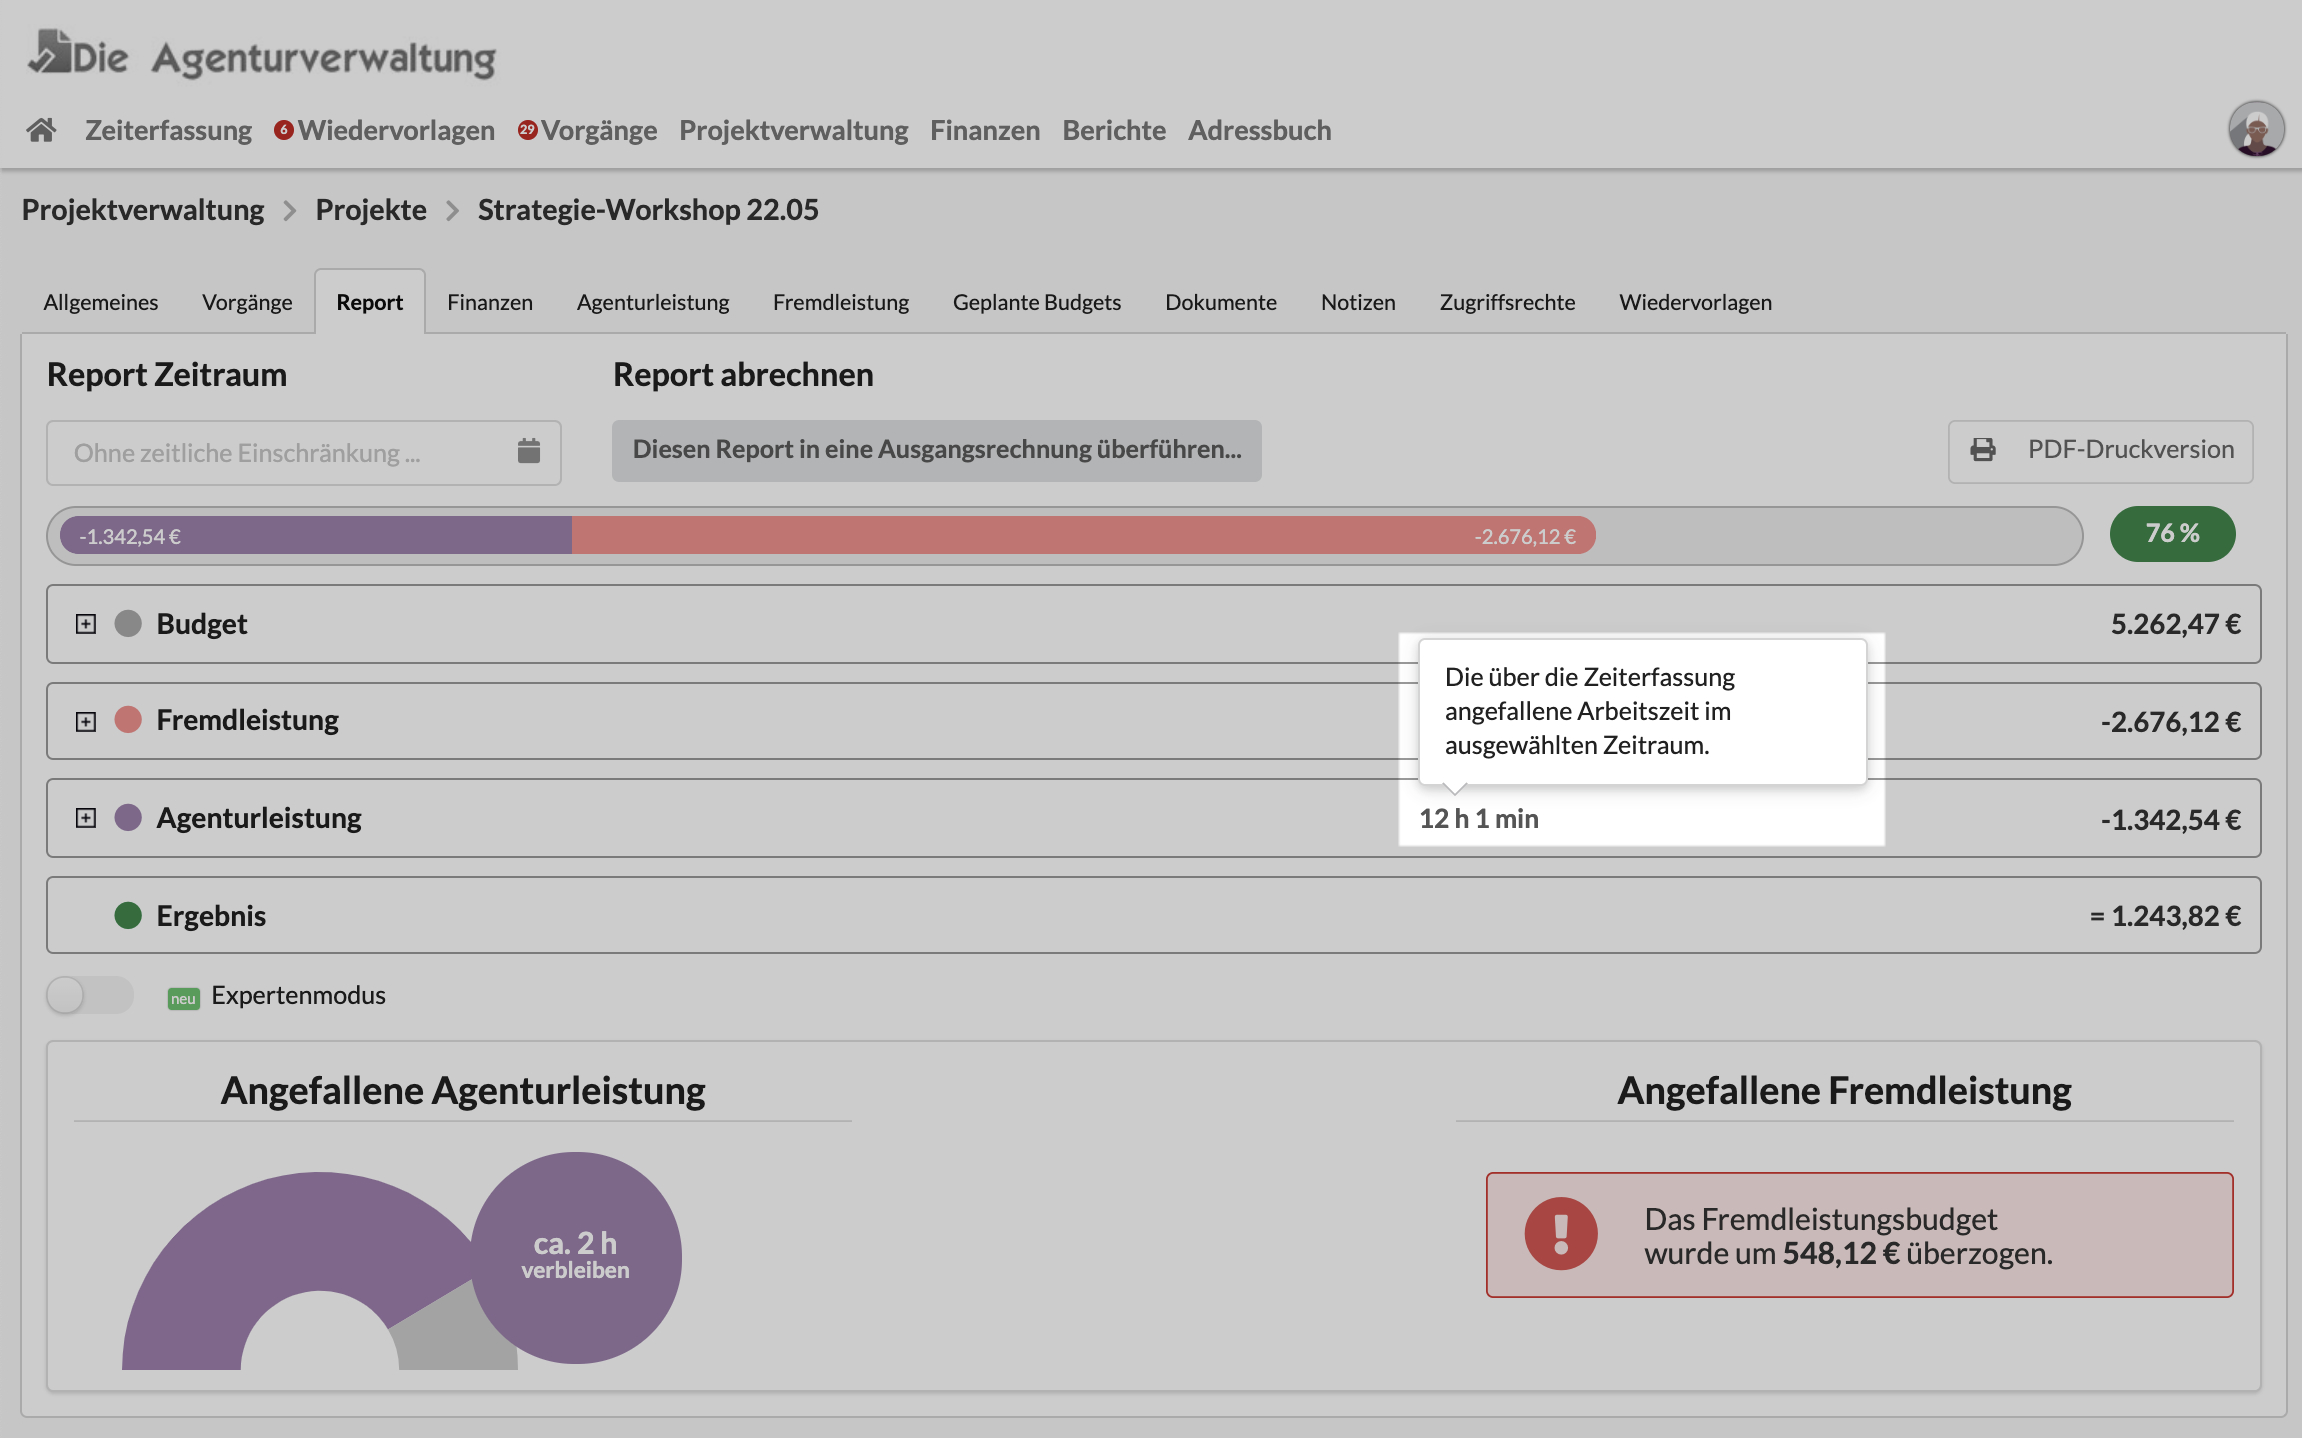 Die Agenturverwaltung
Zeiterfassung 6 Wiedervorlagen 29 Vorgänge Projektverwaltung Finanzen Berichte Adressbuch
Projektverwaltung > Projekte > Strategie-Workshop 22.05
Allgemeines Vorgänge Report Finanzen Agenturleistung Fremdleistung Geplante Budgets Dokumente Notizen Zugriffsrechte Wiedervorlagen
Report Zeitraum Report abrechnen
Ohne zeitliche Einschränkung ... Diesen Report in eine Ausgangsrechnung überführen... PDF-Druckversion
-1.342,54 € -2.676,12 € 76 %
Budget 5.262,47 €
Die über die Zeiterfassung
angefallene Arbeitszeit im
ausgewählten Zeitraum.
Fremdleistung -2.676,12 €
Agenturleistung 12 h 1 min -1.342,54 €
Ergebnis = 1.243,82 €
neu Expertenmodus
Angefallene Agenturleistung
ca. 2 h
verbleiben
Angefallene Fremdleistung
Das Fremdleistungsbudget
wurde um 548,12 € überzogen.